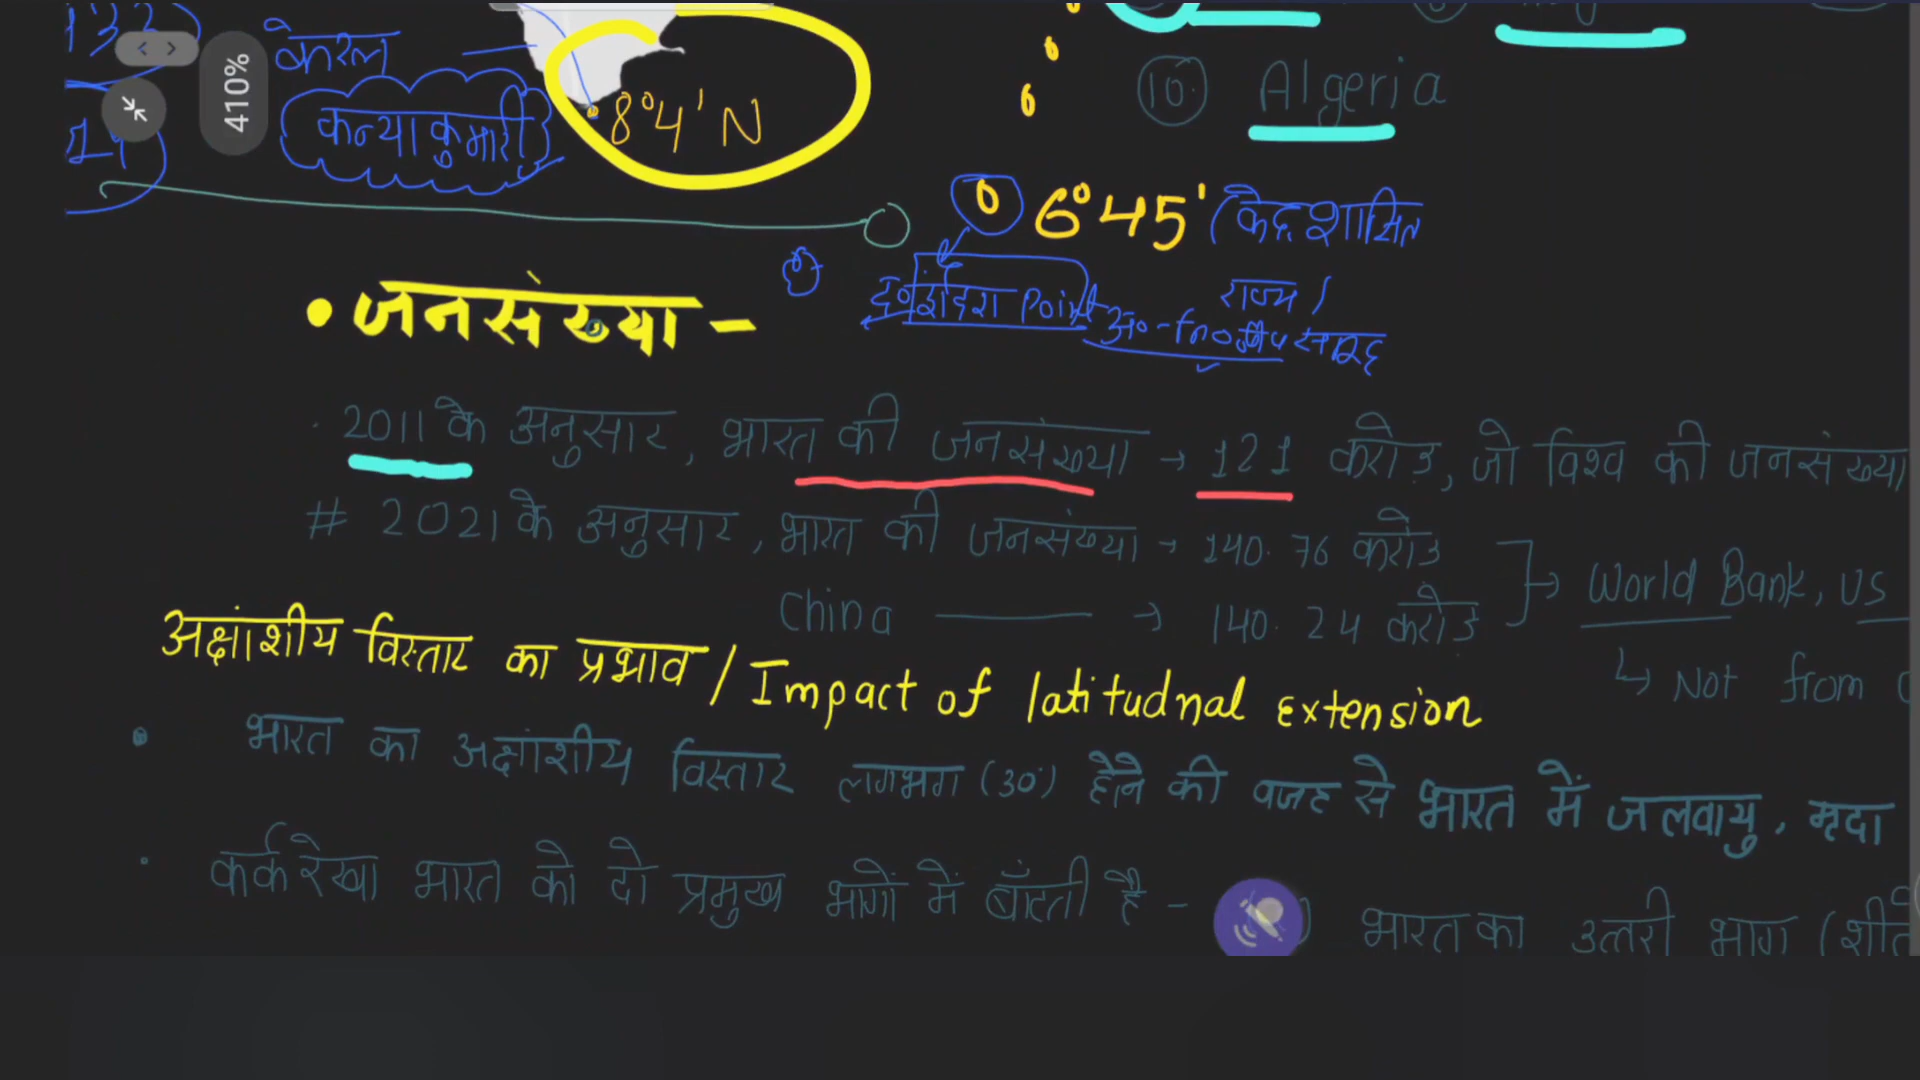 केरल
410%
10. Algeria
कन्याकुमारी
8°4' N
6°45' (केंद्र शासित
राज्य /
इंदिरा Point
• जनसंख्या -
2011 के अनुसार, भारत की जनसंख्या → 121 करोड़, जो विश्व की जनसंख्या
# 2021 के अनुसार, भारत की जनसंख्या → 140.76 करोड़
China → 140.24 करोड़
World Bank, US
Not from
अक्षांशीय विस्तार का प्रभाव / Impact of latitudnal Extension
• भारत का अक्षांशीय विस्तार लगभग (30°) होने की वजह से भारत में जलवायु, मृदा
• कर्क रेखा भारत को दो प्रमुख भागों में बाँटती है - भारत का उत्तरी भाग